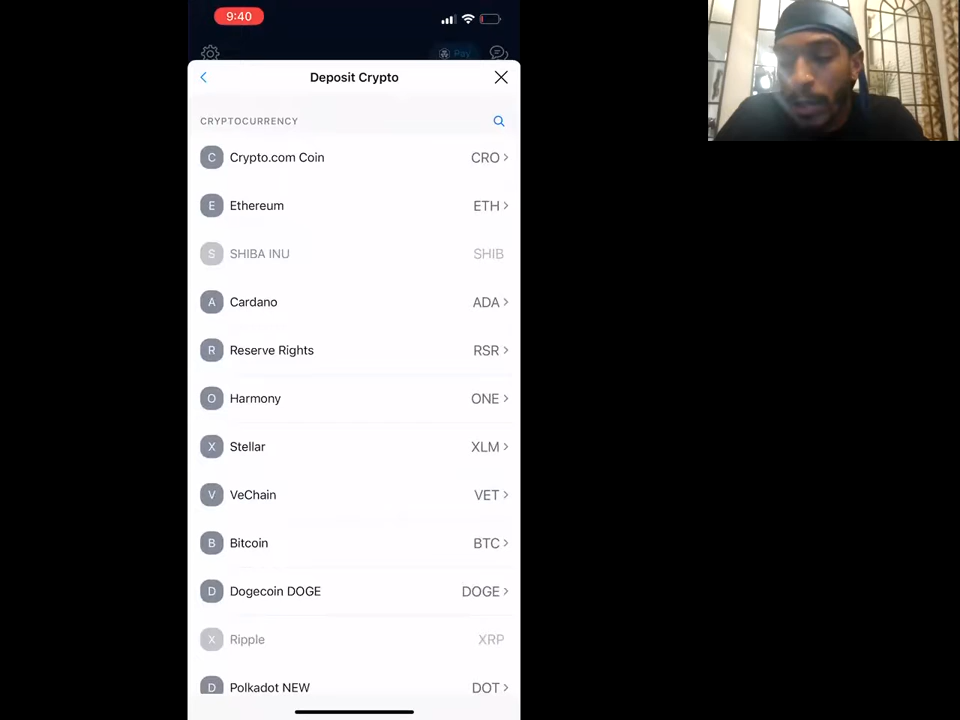 9:40
Pay
Deposit Crypto
CRYPTOCURRENCY
C Crypto.com Coin CRO
E Ethereum ETH
S SHIBA INU SHIB
A Cardano ADA
R Reserve Rights RSR
O Harmony ONE
X Stellar XLM
V VeChain VET
B Bitcoin BTC
D Dogecoin DOGE DOGE
X Ripple XRP
D Polkadot NEW DOT